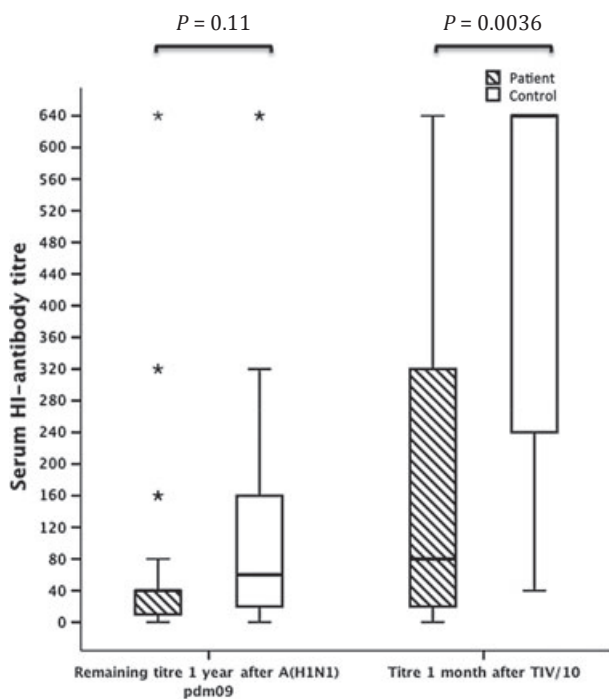 P = 0.11
P = 0.0036
Patient
Control
Serum HI-antibody titre
640
600
560
520
480
440
400
360
320
280
240
200
160
120
80
40
0
*
*
*
*
Remaining titre 1 year after A(H1N1)
pdm09
Titre 1 month after TIV/10